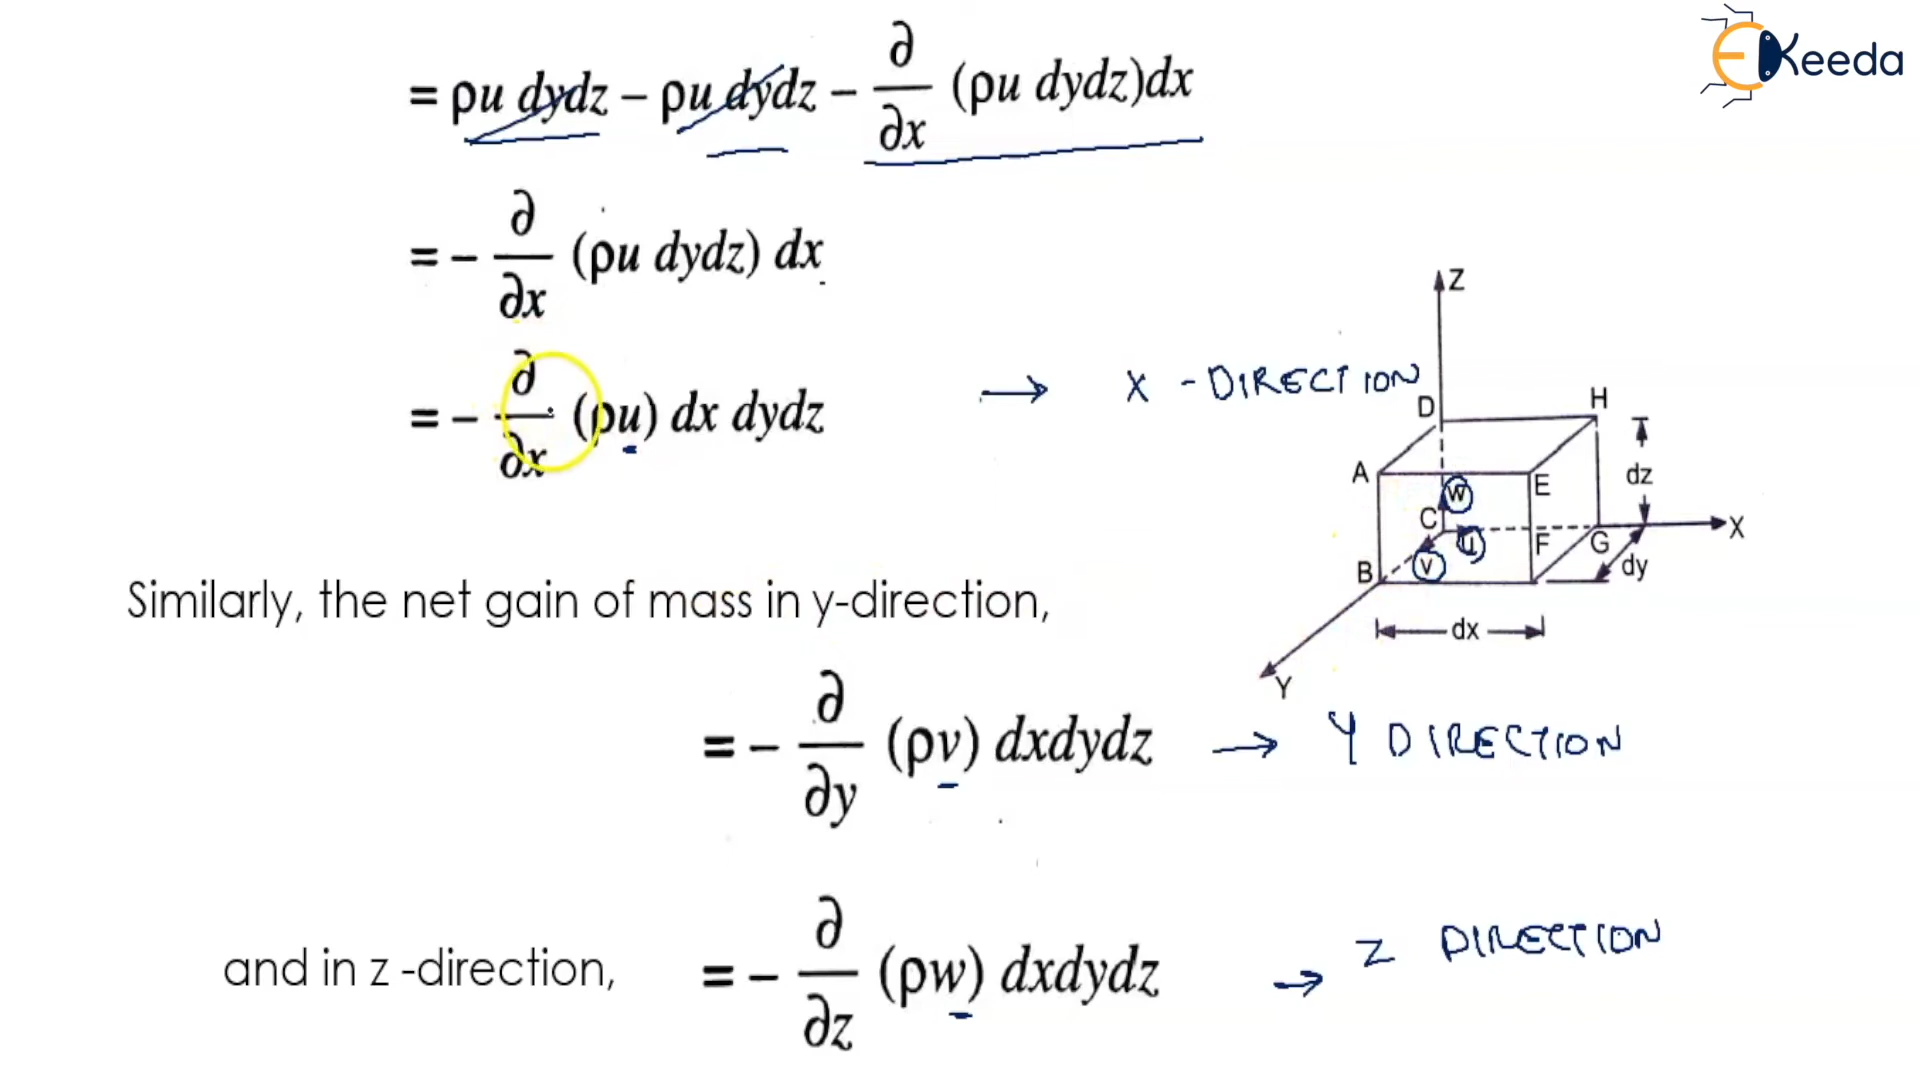 EKeeda
= ρu dydz – ρu dydz – ∂/∂x (ρu dydz)dx
= – ∂/∂x (ρu dydz) dx
= – ∂/∂x (ρu) dx dydz → X - DIRECTION
Z
D H
A E dz
W
C U F G X
B V dy
dx
Y
Similarly, the net gain of mass in y-direction,
= – ∂/∂y (ρv) dxdydz → Y DIRECTION
and in z -direction, = – ∂/∂z (ρw) dxdydz → Z DIRECTION